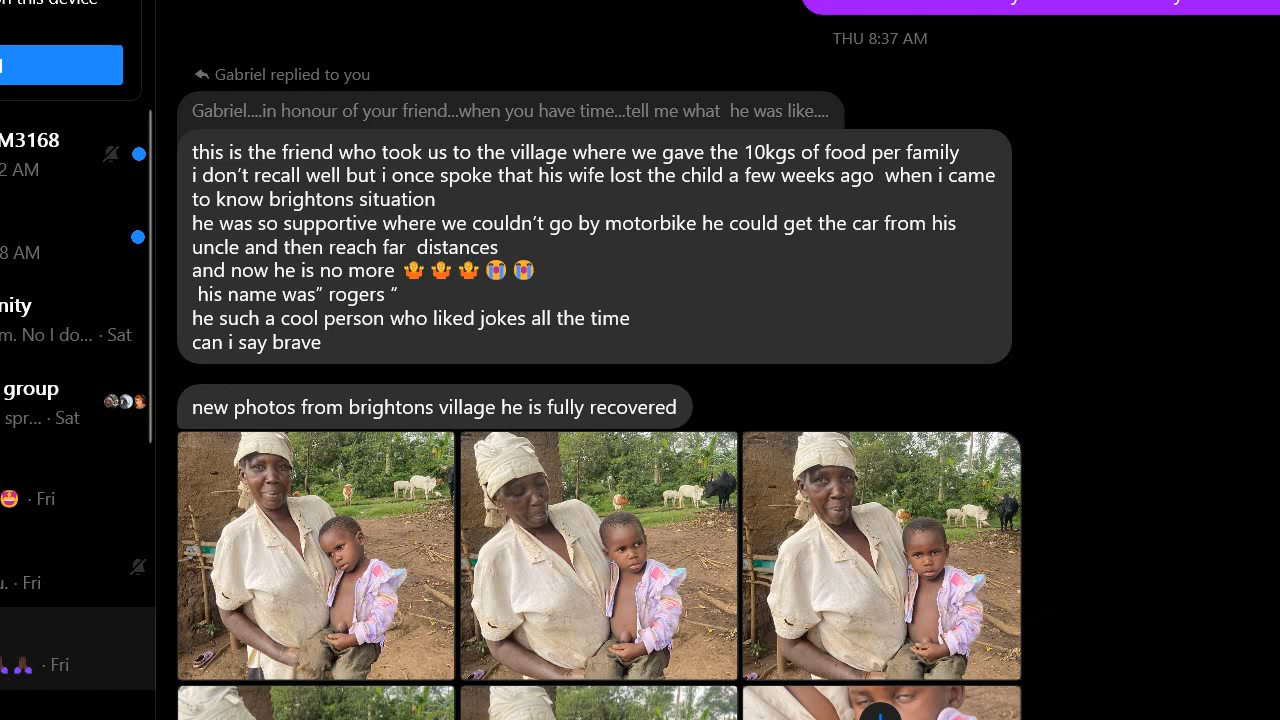 THU 8:37 AM
Gabriel replied to you
Gabriel....in honour of your friend...when you have time...tell me what he was like....
this is the friend who took us to the village where we gave the 10kgs of food per family
i don’t recall well but i once spoke that his wife lost the child a few weeks ago when i came
to know brightons situation
he was so supportive where we couldn’t go by motorbike he could get the car from his
uncle and then reach far distances
and now he is no more 🤷🤷🤷😭😭
his name was” rogers “
he such a cool person who liked jokes all the time
can i say brave
new photos from brightons village he is fully recovered
M3168
2 AM
8 AM
nity
m. No I do... · Sat
group
spr... · Sat
🤩 · Fri
u. · Fri
· Fri